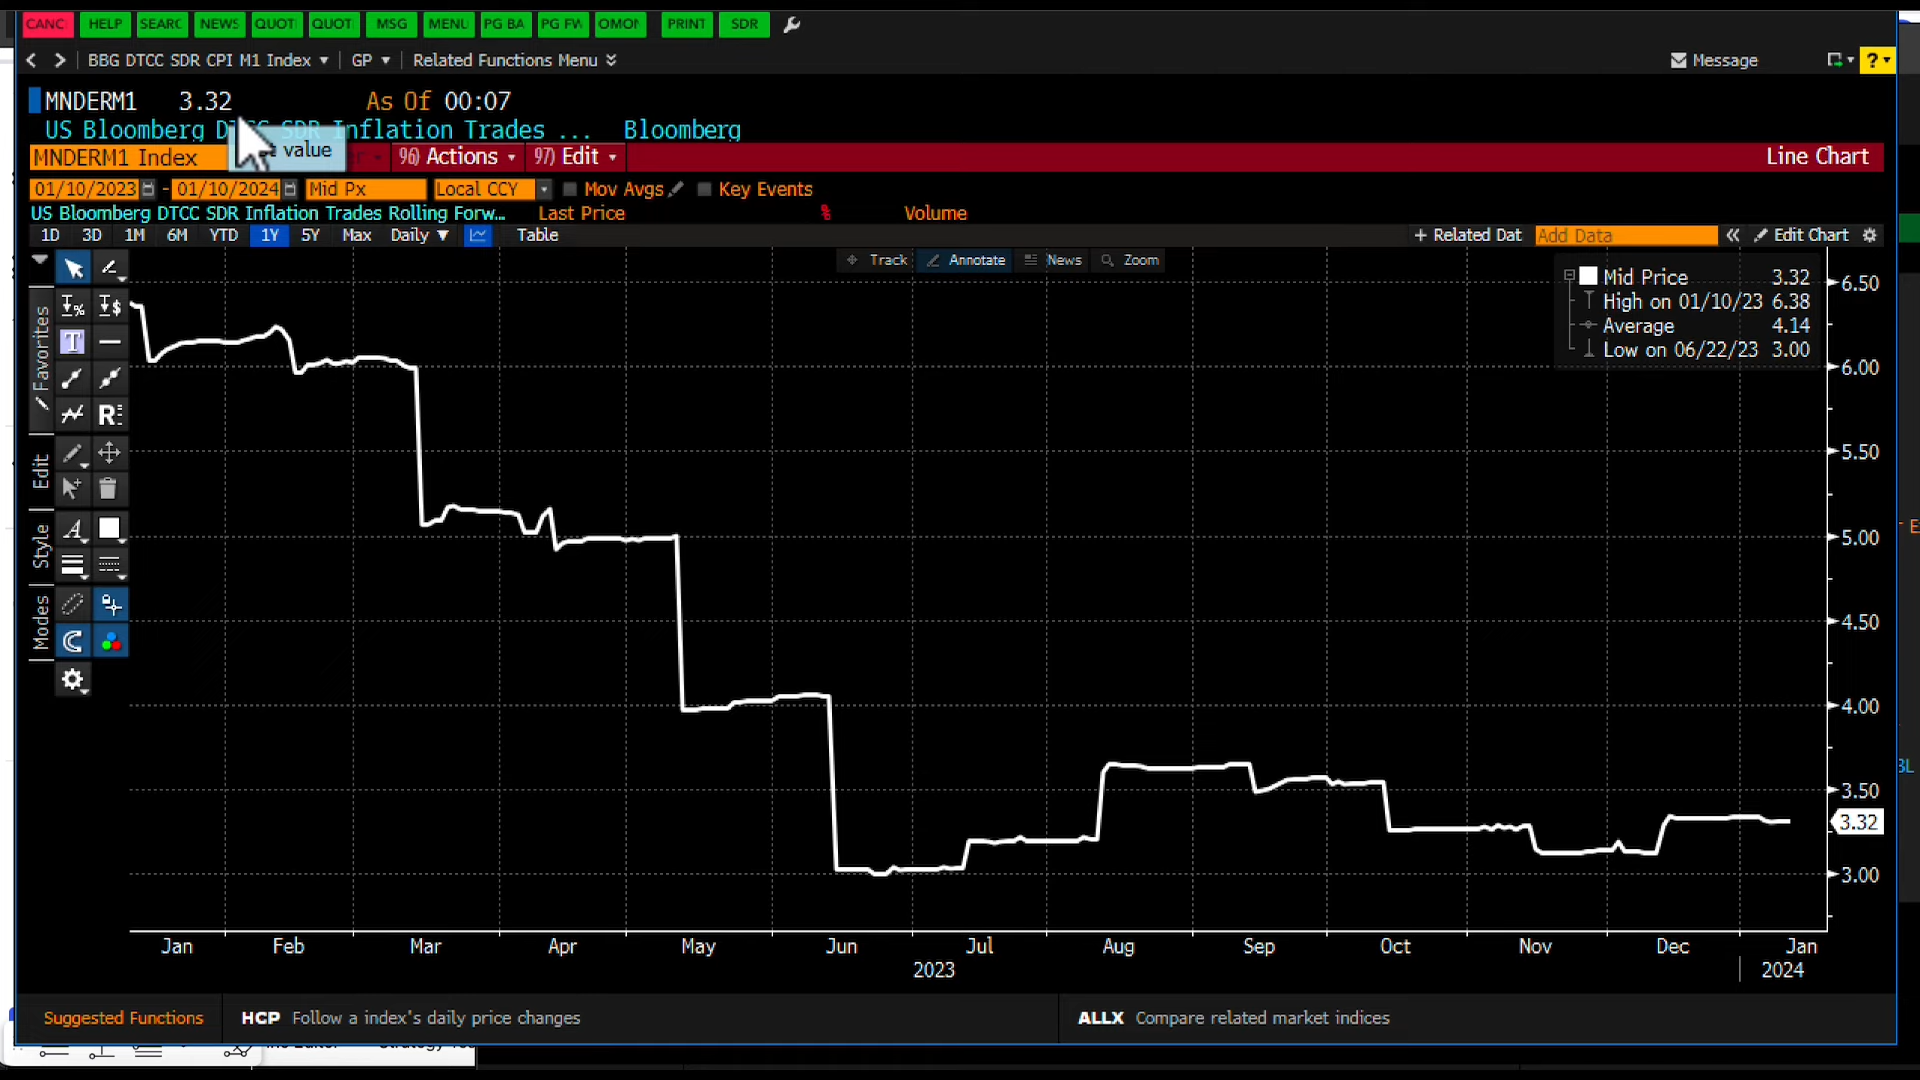 CANC HELP SEARC NEWS QUOTI QUOTI MSG MENU PG BA PG FW OMON PRINT SDR
BBG DTCC SDR CPI M1 Index GP Related Functions Menu Message ?
MNDERM1 3.32 As Of 00:07
US Bloomberg DTCC SDR Inflation Trades ... Bloomberg
MNDERM1 Index value 96) Actions 97) Edit Line Chart
01/10/2023 - 01/10/2024 Mid Px Local CCY Mov Avgs Key Events
US Bloomberg DTCC SDR Inflation Trades Rolling Forw... Last Price % Volume
1D 3D 1M 6M YTD 1Y 5Y Max Daily Table + Related Dat Add Data Edit Chart
Track Annotate News Zoom
Mid Price 3.32
High on 01/10/23 6.38
Average 4.14
Low on 06/22/23 3.00
Favorites
Edit
Style
Modes
6.50
6.00
5.50
5.00
4.50
4.00
3.50
3.32
3.00
Jan Feb Mar Apr May Jun Jul Aug Sep Oct Nov Dec Jan
2023 2024
Suggested Functions HCP Follow a index's daily price changes ALLX Compare related market indices